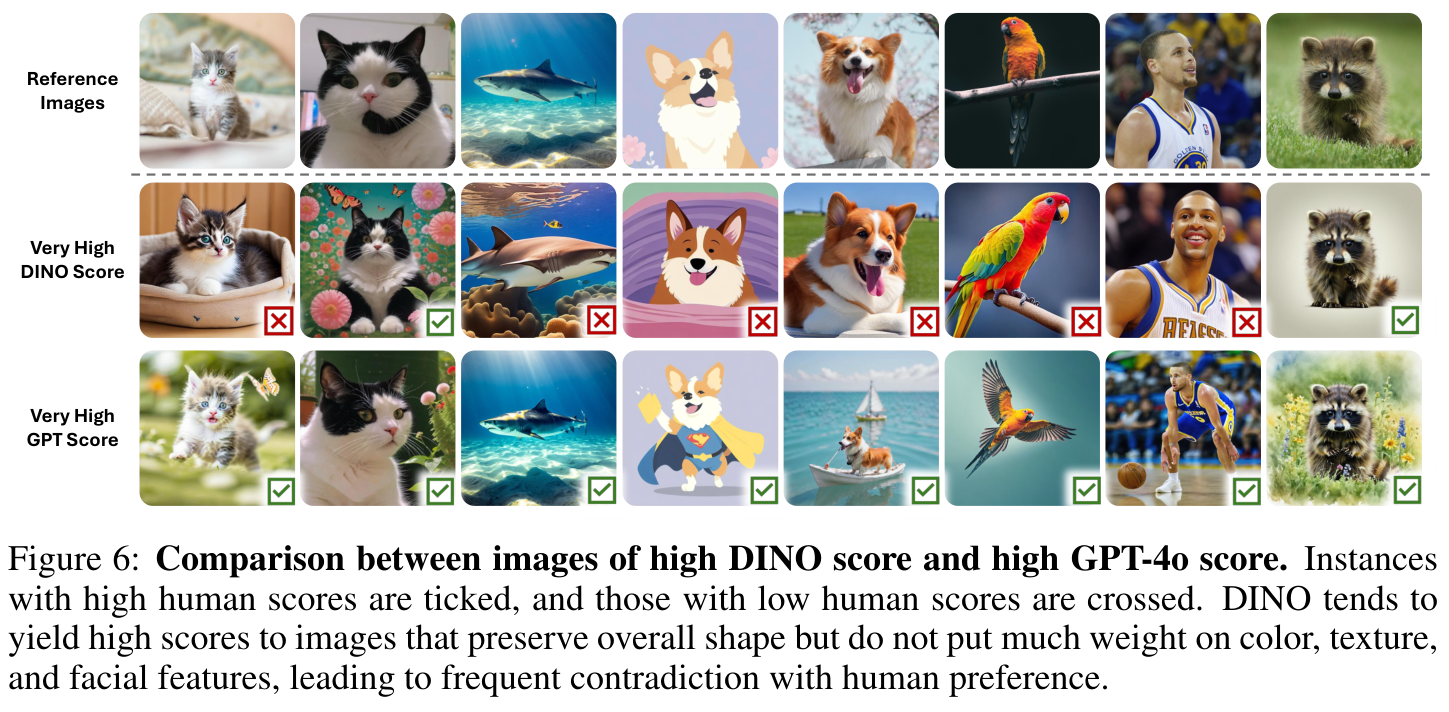 Reference
Images
GOLDEN STATE
Very High
DINO Score
Very High
GPT Score
Figure 6: Comparison between images of high DINO score and high GPT-4o score. Instances
with high human scores are ticked, and those with low human scores are crossed. DINO tends to
yield high scores to images that preserve overall shape but do not put much weight on color, texture,
and facial features, leading to frequent contradiction with human preference.